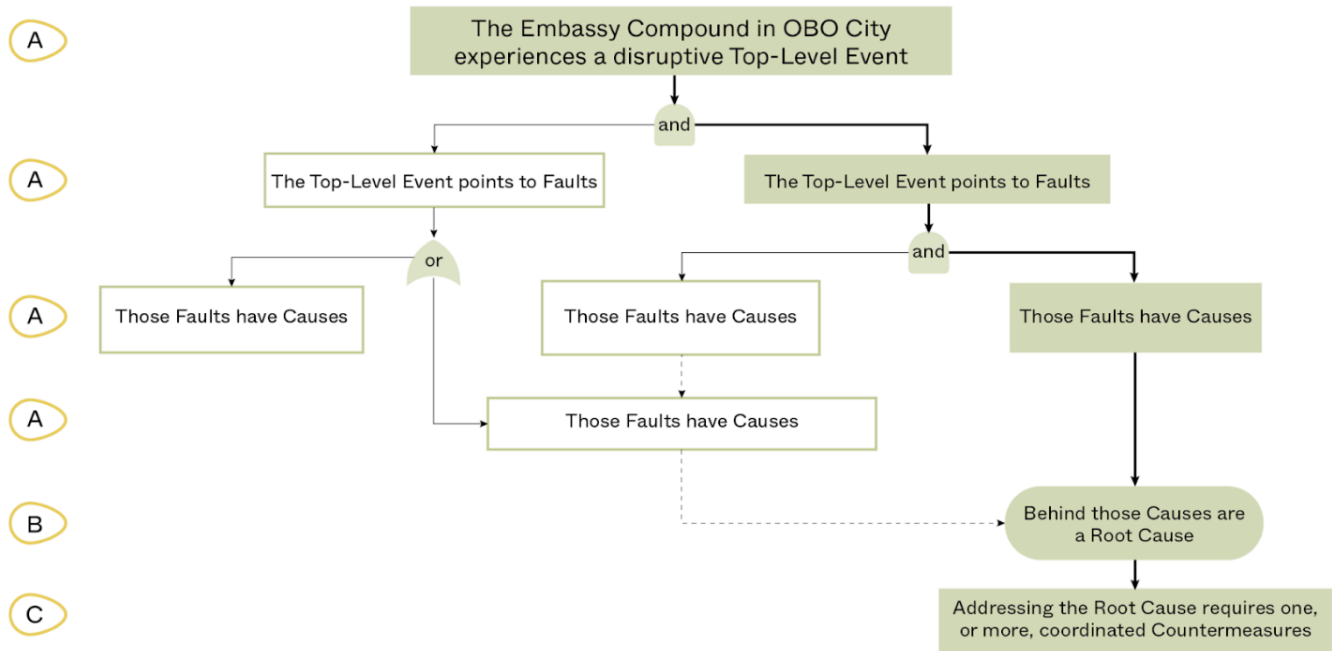 A
The Embassy Compound in OBO City
experiences a disruptive Top-Level Event
and
A
The Top-Level Event points to Faults
The Top-Level Event points to Faults
or
and
A
Those Faults have Causes
Those Faults have Causes
Those Faults have Causes
A
Those Faults have Causes
B
Behind those Causes are
a Root Cause
C
Addressing the Root Cause requires one,
or more, coordinated Countermeasures